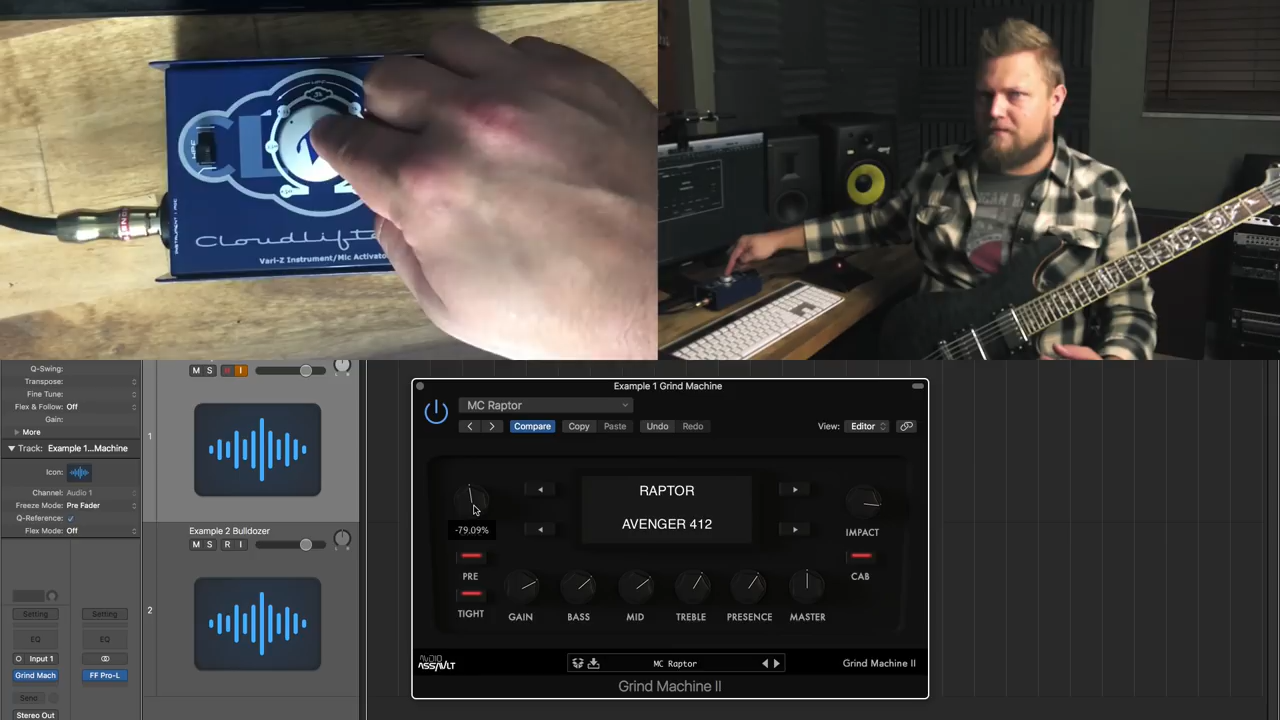 CL
Cloudlifte
Vari-Z Instrument/Mic Activato
HPF
Q-Swing:
Transpose:
Fine Tune:
Flex & Follow: Off
Gain:
More
Track: Example 1...Machine
Icon:
Channel: Audio 1
Freeze Mode: Pre Fader
Q-Reference:
Flex Mode: Off
Setting
Setting
EQ
EQ
Input 1
Grind Mach
FF Pro-L
Send
Stereo Out
M S R I
1
Example 2 Bulldozer
M S R I
2
Example 1 Grind Machine
MC Raptor
Compare
Copy
Paste
Undo
Redo
View:
Editor
RAPTOR
AVENGER 412
-79.09%
IMPACT
PRE
CAB
TIGHT
GAIN
BASS
MID
TREBLE
PRESENCE
MASTER
AUDIO
ASSAULT
MC Raptor
Grind Machine II
Grind Machine II